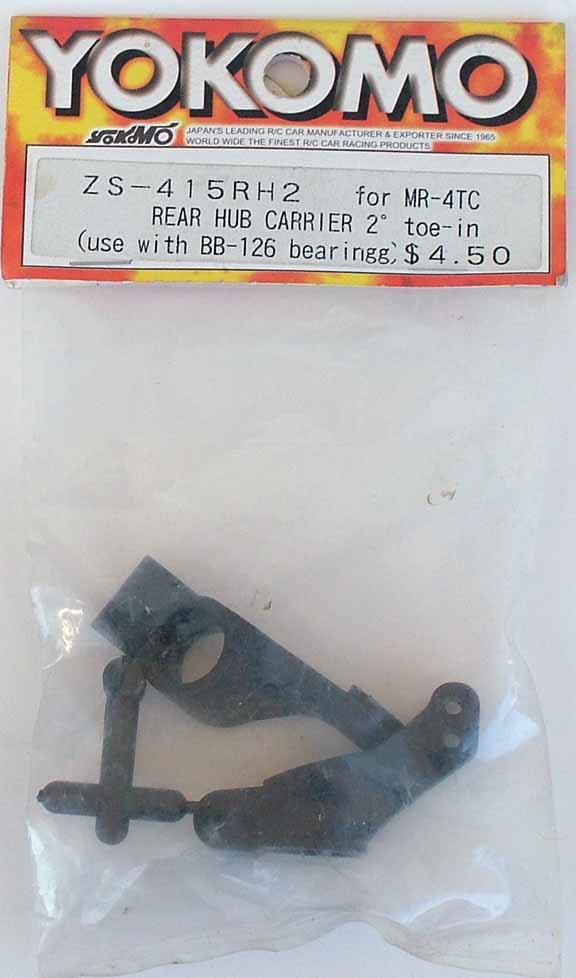 YOKOMO
YOKOMO JAPAN'S LEADING R/C CAR MANUFACTURER & EXPORTER SINCE 1965
WORLD WIDE THE FINEST R/C CAR RACING PRODUCTS
ZS-415RH2 for MR-4TC
REAR HUB CARRIER 2° toe-in
(use with BB-126 bearingg) $4.50